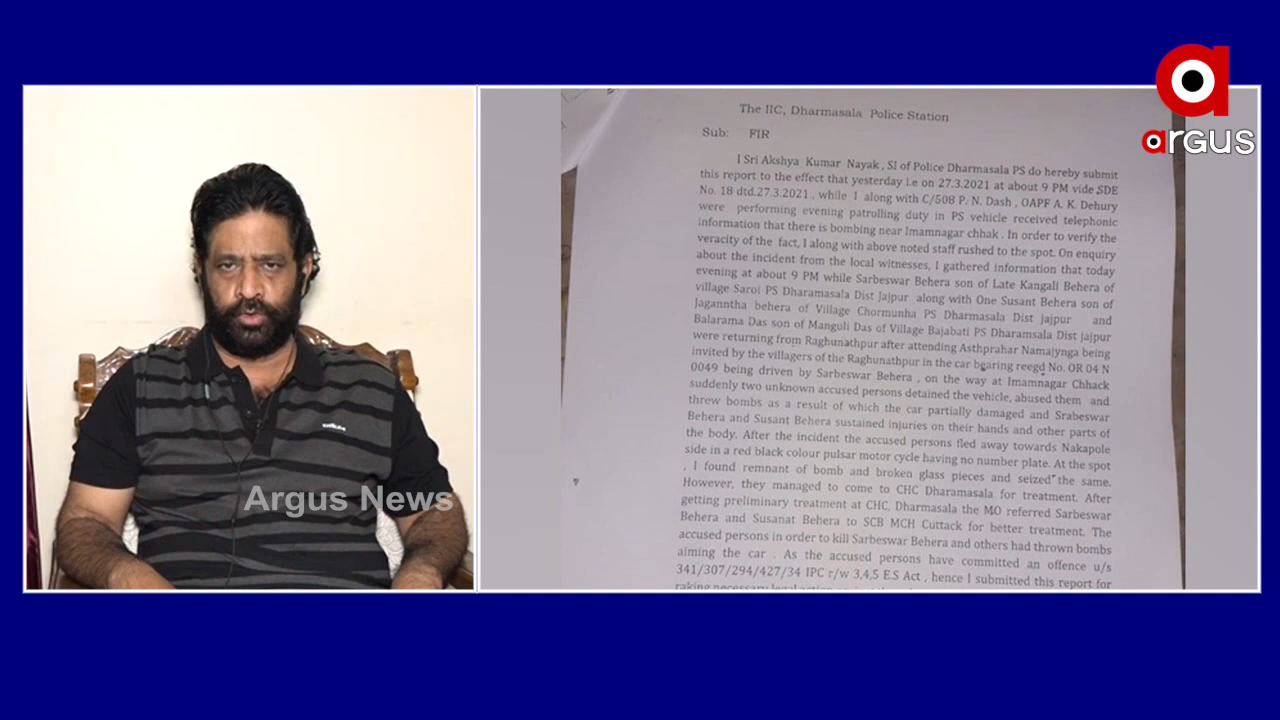 argus
Argus News
The IIC, Dharmasala Police Station
Sub: FIR
I Sri Akshya Kumar Nayak , SI of Police Dharmasala PS do hereby submit
this report to the effect that yesterday i.e on 27.3.2021 at about 9 PM vide SDE
No. 18 dtd.27.3.2021 , while I along with C/508 P. N. Dash , OAPF A. K. Dehury
were performing evening patrolling duty in PS vehicle received telephonic
information that there is bombing near Imamnagar chhak . In order to verify the
veracity of the fact, I along with above noted staff rushed to the spot. On enquiry
about the incident from the local witnesses, I gathered information that today
evening at about 9 PM while Sarbeswar Behera son of Late Kangali Behera of
village Saroi PS Dharamasala Dist Jajpur along with One Susant Behera son of
Jaganntha behera of Village Chormunha PS Dharmasala Dist jajpur and
Balarama Das son of Manguli Das of Village Bajabati PS Dharamsala Dist jajpur
were returning from Raghunathpur after attending Asthprahar Namajynga being
invited by the villagers of the Raghunathpur in the car bearing reegd No. OR 04 N
0049 being driven by Sarbeswar Behera , on the way at Imamnagar Chhack
suddenly two unknown accused persons detained the vehicle, abused them and
threw bombs as a result of which the car partially damaged and Srabeswar
Behera and Susant Behera sustained injuries on their hands and other parts of
the body. After the incident the accused persons fled away towards Nakapole
side in a red black colour pulsar motor cycle having no number plate. At the spot
, I found remnant of bomb and broken glass pieces and seized the same.
However, they managed to come to CHC Dharamasala for treatment. After
getting preliminary treatment at CHC, Dharmasala the MO referred Sarbeswar
Behera and Susanat Behera to SCB MCH Cuttack for better treatment. The
accused persons in order to kill Sarbeswar Behera and others had thrown bombs
aiming the car . As the accused persons have committed an offence u/s
341/307/294/427/34 IPC r/w 3,4,5 E.S Act , hence I submitted this report for